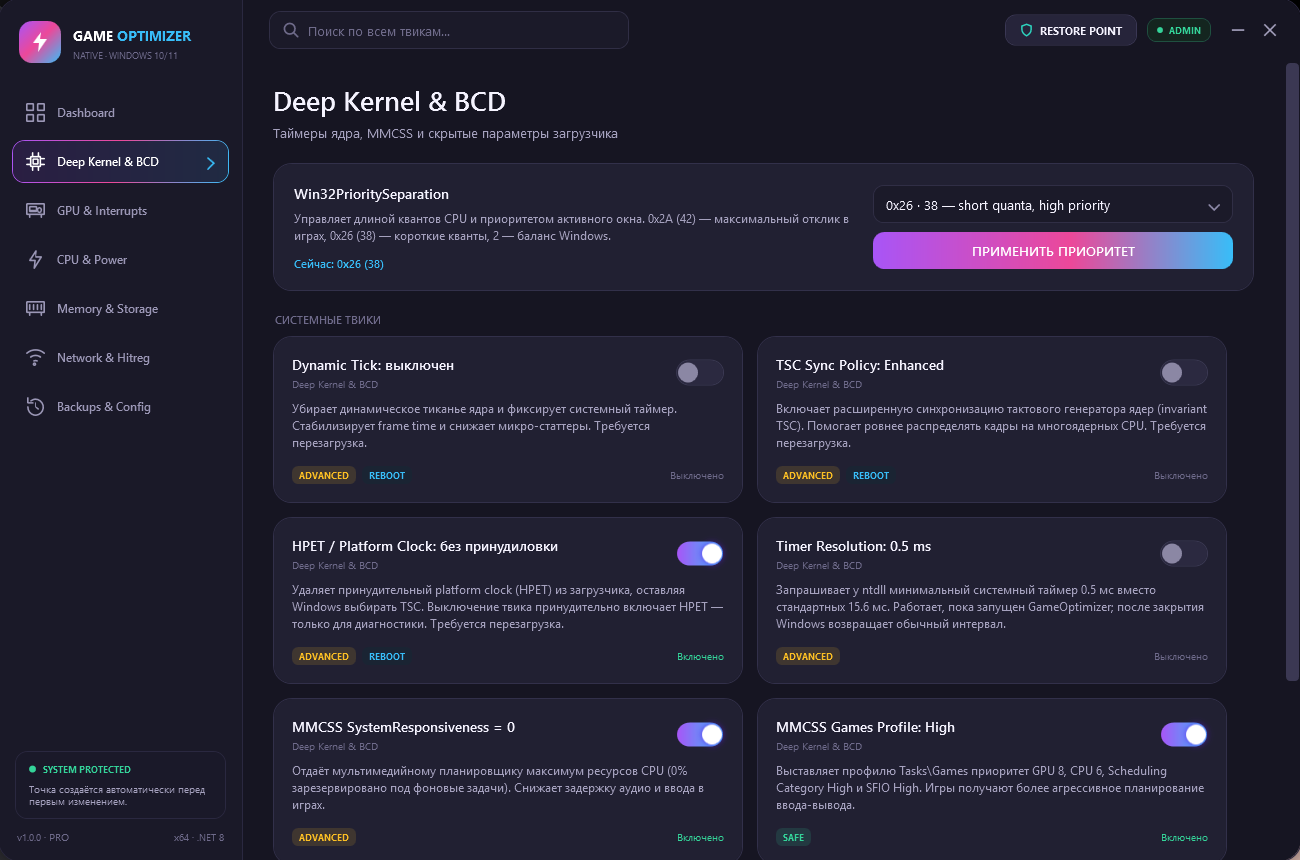 GAME OPTIMIZER
NATIVE · WINDOWS 10/11
Dashboard
Deep Kernel & BCD
GPU & Interrupts
CPU & Power
Memory & Storage
Network & Hitreg
Backups & Config
SYSTEM PROTECTED
Точка создаётся автоматически перед
первым изменением.
v1.0.0 · PRO
x64 · .NET 8
Поиск по всем твикам...
RESTORE POINT
ADMIN
Deep Kernel & BCD
Таймеры ядра, MMCSS и скрытые параметры загрузчика
Win32PrioritySeparation
Управляет длиной квантов CPU и приоритетом активного окна. 0x2A (42) — максимальный отклик в
играх, 0x26 (38) — короткие кванты, 2 — баланс Windows.
Сейчас: 0x26 (38)
0x26 · 38 — short quanta, high priority
ПРИМЕНИТЬ ПРИОРИТЕТ
СИСТЕМНЫЕ ТВИКИ
Dynamic Tick: выключен
Deep Kernel & BCD
Убирает динамическое тиканье ядра и фиксирует системный таймер.
Стабилизирует frame time и снижает микро-статтеры. Требуется
перезагрузка.
ADVANCED
REBOOT
Выключено
TSC Sync Policy: Enhanced
Deep Kernel & BCD
Включает расширенную синхронизацию тактового генератора ядер (invariant
TSC). Помогает ровнее распределять кадры на многоядерных CPU. Требуется
перезагрузка.
ADVANCED
REBOOT
Выключено
HPET / Platform Clock: без принудиловки
Deep Kernel & BCD
Удаляет принудительный platform clock (HPET) из загрузчика, оставляя
Windows выбирать TSC. Выключение твика принудительно включает HPET —
только для диагностики. Требуется перезагрузка.
ADVANCED
REBOOT
Включено
Timer Resolution: 0.5 ms
Deep Kernel & BCD
Запрашивает у ntdll минимальный системный таймер 0.5 мс вместо
стандартных 15.6 мс. Работает, пока запущен GameOptimizer; после закрытия
Windows возвращает обычный интервал.
ADVANCED
Выключено
MMCSS SystemResponsiveness = 0
Deep Kernel & BCD
Отдаёт мультимедийному планировщику максимум ресурсов CPU (0%
зарезервировано под фоновые задачи). Снижает задержку аудио и ввода в
играх.
ADVANCED
Включено
MMCSS Games Profile: High
Deep Kernel & BCD
Выставляет профилю Tasks\Games приоритет GPU 8, CPU 6, Scheduling
Category High и SFIO High. Игры получают более агрессивное планирование
ввода-вывода.
SAFE
Включено